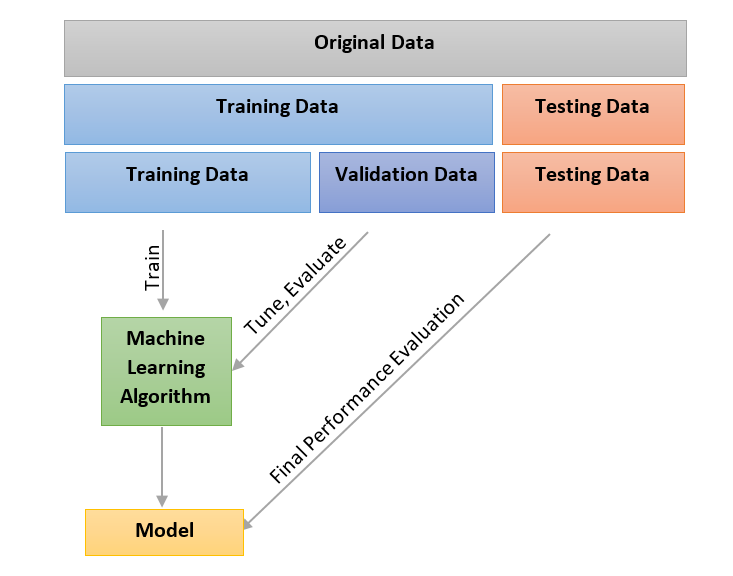 Original Data
Training Data
Testing Data
Training Data
Validation Data
Testing Data
Train
Tune, Evaluate
Final Performance Evaluation
Machine
Learning
Algorithm
Model